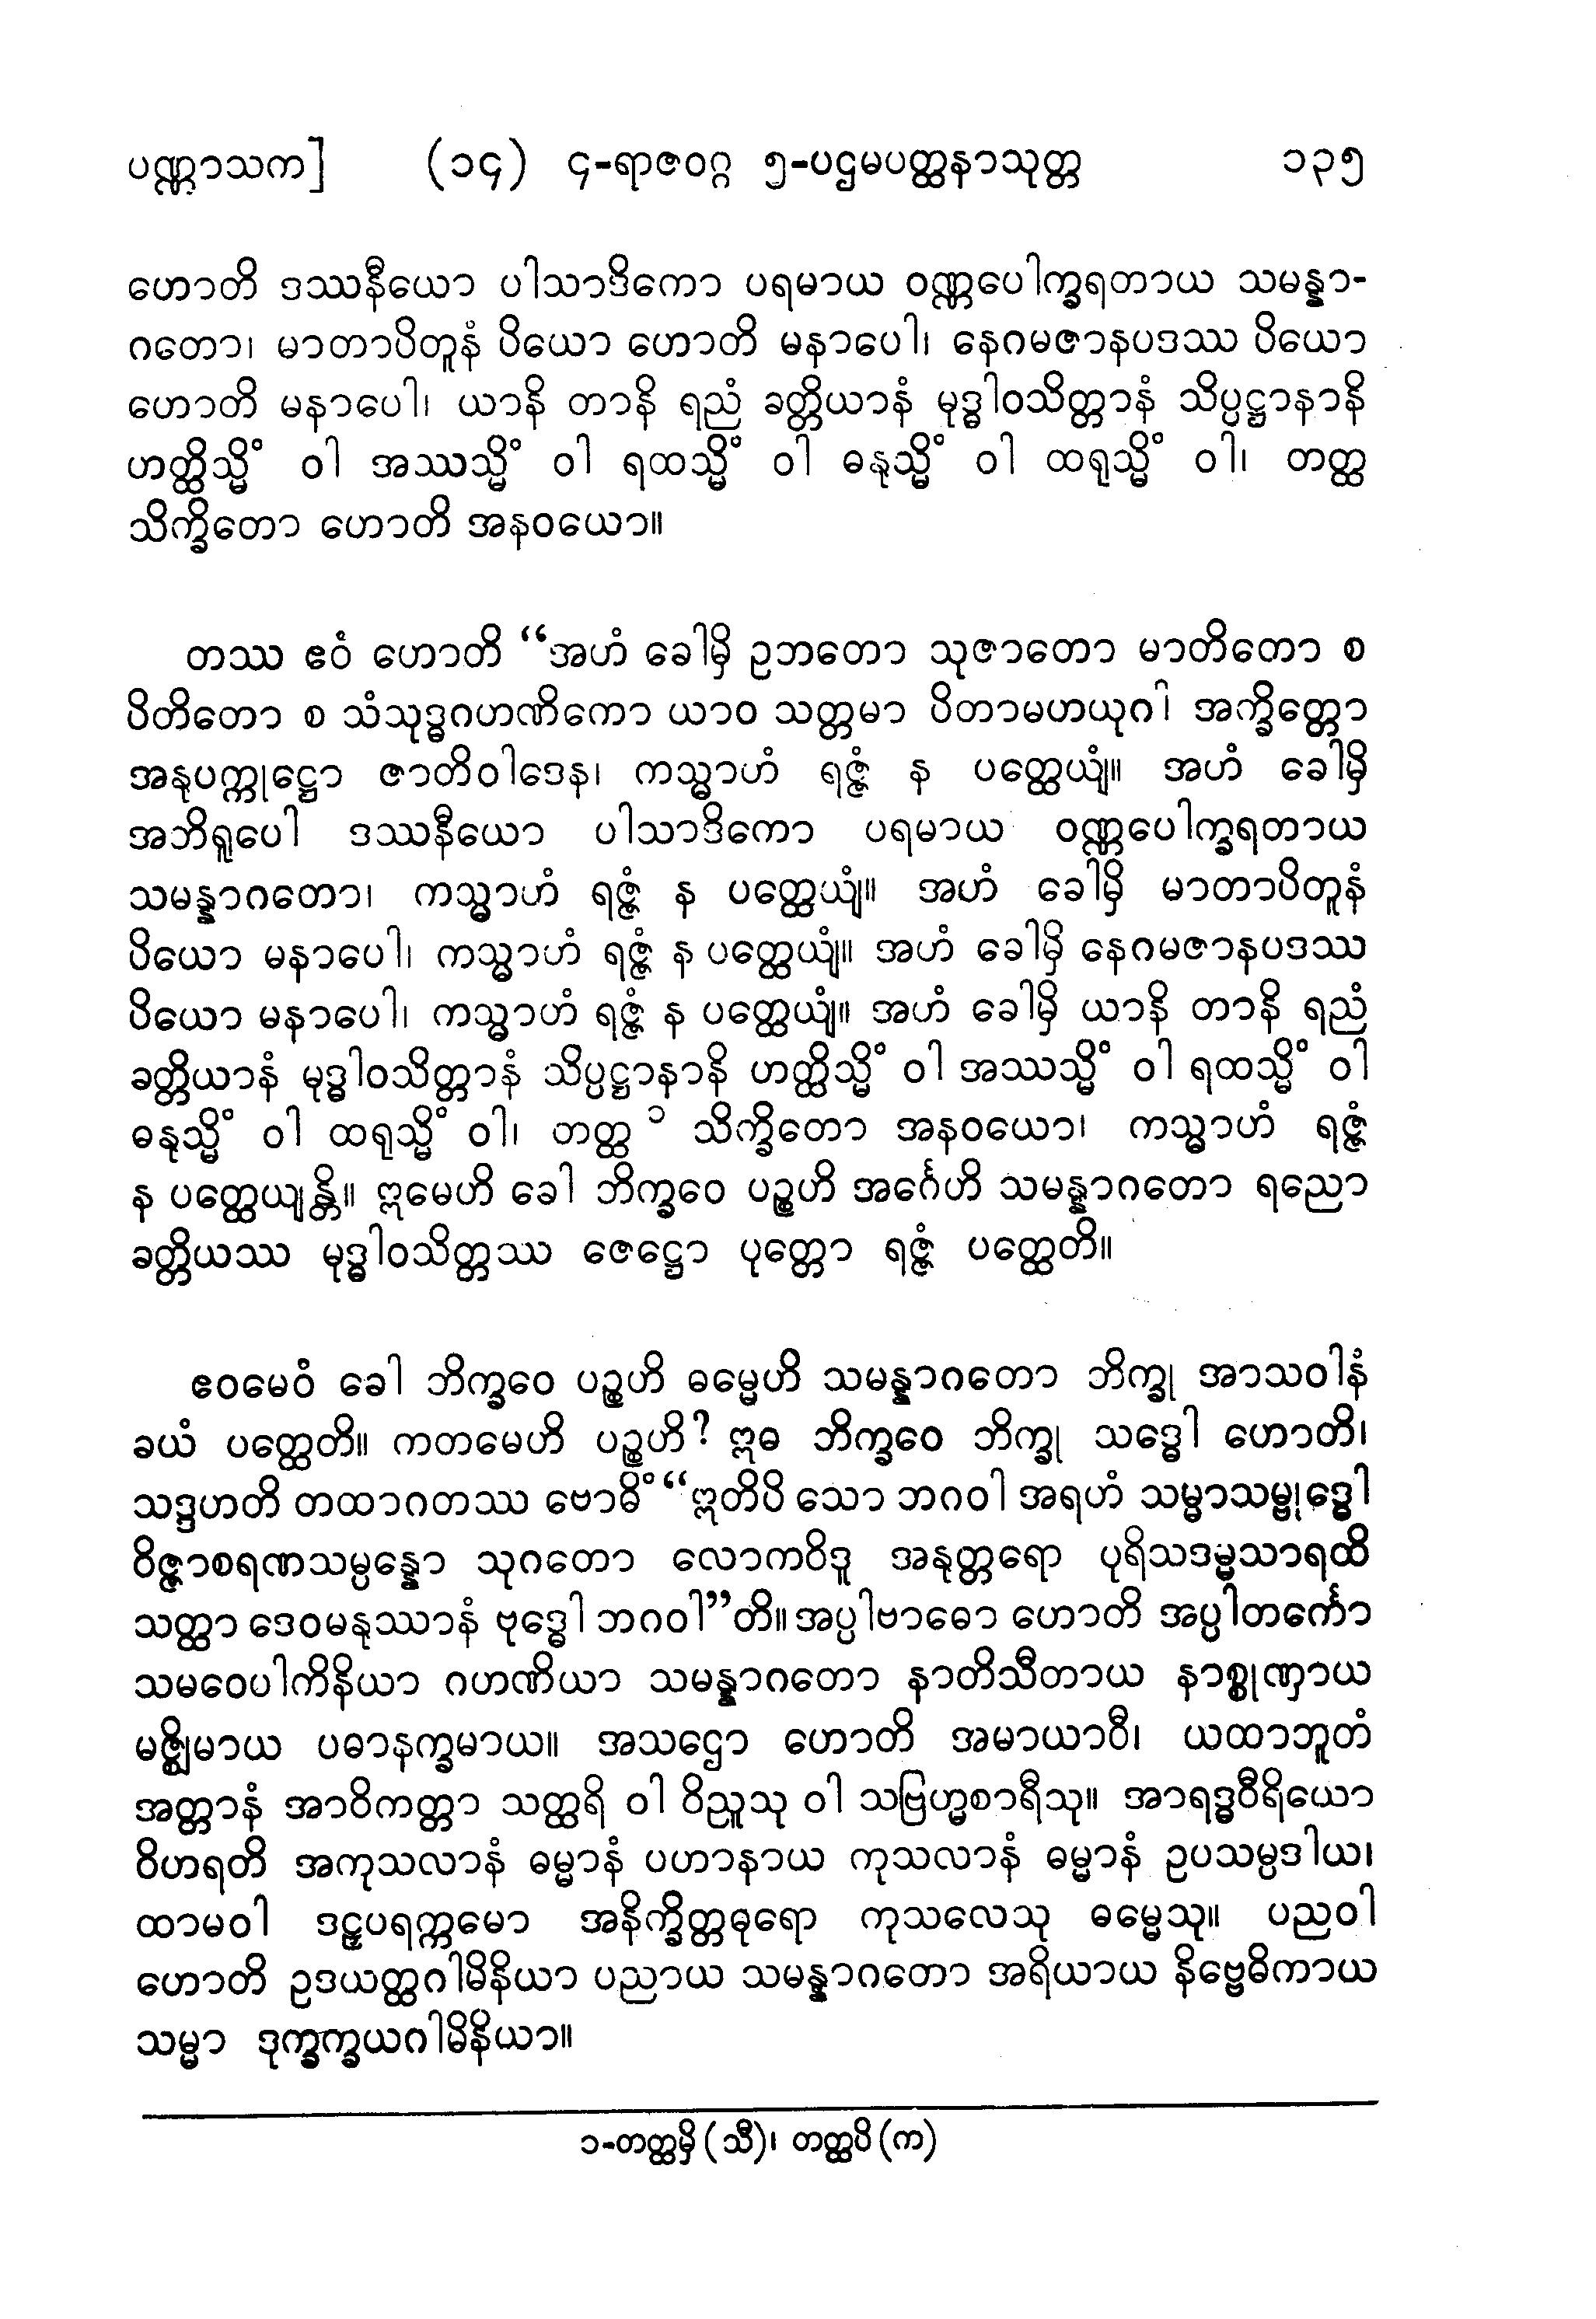 ပဏ္ဏာသက] (၁၄) ၄-ရာဇဝဂ္ဂ ၅-ပဌမပတ္ထနာသုတ္တ ၁၃၅
ဟောတိ ဒဿနီယော ပါသာဒိကော ပရမာယ ဝဏ္ဏပေါက္ခရတာယ သမန္နာ-
ဂတော၊ မာတာပိတူနံ ပိယော ဟောတိ မနာပေါ၊ နေဂမဇာနပဒဿ ပိယော
ဟောတိ မနာပေါ၊ ယာနိ တာနိ ရညံ ခတ္တိယာနံ မုဒ္ဓါဝသိတ္တာနံ သိပ္ပဋ္ဌာနာနိ
ဟတ္ထိသ္မိံ ဝါ အဿသ္မိံ ဝါ ရထသ္မိံ ဝါ ဓနုသ္မိံ ဝါ ထရုသ္မိံ ဝါ၊ တတ္ထ
သိက္ခိတော ဟောတိ အနဝယော။
တဿ ဧဝံ ဟောတိ “အဟံ ခေါမှိ ဥဘတော သုဇာတော မာတိတော စ
ပိတိတော စ သံသုဒ္ဓဂဟဏိကော ယာဝ သတ္တမာ ပိတာမဟယုဂါ အက္ခိတ္တော
အနုပက္ကုဋ္ဌော ဇာတိဝါဒေန၊ ကသ္မာဟံ ရဇ္ဇံ န ပတ္ထေယျံ။ အဟံ ခေါမှိ
အဘိရူပေါ ဒဿနီယော ပါသာဒိကော ပရမာယ ဝဏ္ဏပေါက္ခရတာယ
သမန္နာဂတော၊ ကသ္မာဟံ ရဇ္ဇံ န ပတ္ထေယျံ။ အဟံ ခေါမှိ မာတာပိတူနံ
ပိယော မနာပေါ၊ ကသ္မာဟံ ရဇ္ဇံ န ပတ္ထေယျံ။ အဟံ ခေါမှိ နေဂမဇာနပဒဿ
ပိယော မနာပေါ၊ ကသ္မာဟံ ရဇ္ဇံ န ပတ္ထေယျံ။ အဟံ ခေါမှိ ယာနိ တာနိ ရညံ
ခတ္တိယာနံ မုဒ္ဓါဝသိတ္တာနံ သိပ္ပဋ္ဌာနာနိ ဟတ္ထိသ္မိံ ဝါ အဿသ္မိံ ဝါ ရထသ္မိံ ဝါ
ဓနုသ္မိံ ဝါ ထရုသ္မိံ ဝါ၊ တတ္ထ ၁ သိက္ခိတော အနဝယော၊ ကသ္မာဟံ ရဇ္ဇံ
န ပတ္ထေယျန္တိ။ ဣမေဟိ ခေါ ဘိက္ခဝေ ပဉ္စဟိ အင်္ဂေဟိ သမန္နာဂတော ရညော
ခတ္တိယဿ မုဒ္ဓါဝသိတ္တဿ ဇေဋ္ဌော ပုတ္တော ရဇ္ဇံ ပတ္ထေတိ။
ဧဝမေဝံ ခေါ ဘိက္ခဝေ ပဉ္စဟိ ဓမ္မေဟိ သမန္နာဂတော ဘိက္ခု အာသဝါနံ
ခယံ ပတ္ထေတိ။ ကတမေဟိ ပဉ္စဟိ? ဣဓ ဘိက္ခဝေ ဘိက္ခု သဒ္ဓေါ ဟောတိ၊
သဒ္ဒဟတိ တထာဂတဿ ဗောဓိံ “ဣတိပိ သော ဘဂဝါ အရဟံ သမ္မာသမ္ဗုဒ္ဓေါ
ဝိဇ္ဇာစရဏသမ္ပန္နော သုဂတော လောကဝိဒူ အနုတ္တရော ပုရိသဒမ္မသာရထိ
သတ္ထာ ဒေဝမနုဿာနံ ဗုဒ္ဓေါ ဘဂဝါ”တိ။ အပ္ပါဗာဓော ဟောတိ အပ္ပါတင်္ကော
သမဝေပါကိနိယာ ဂဟဏိယာ သမန္နာဂတော နာတိသီတာယ နာစ္စုဏှာယ
မဇ္ဈိမာယ ပဓာနက္ခမာယ။ အသဌော ဟောတိ အမာယာဝီ၊ ယထာဘူတံ
အတ္တာနံ အာဝိကတ္တာ သတ္ထရိ ဝါ ဝိညူသု ဝါ သဗြဟ္မစာရီသု။ အာရဒ္ဓဝီရိယော
ဝိဟရတိ အကုသလာနံ ဓမ္မာနံ ပဟာနာယ ကုသလာနံ ဓမ္မာနံ ဥပသမ္ပဒါယ၊
ထာမဝါ ဒဠှပရက္ကမော အနိက္ခိတ္တဓုရော ကုသလေသု ဓမ္မေသု။ ပညဝါ
ဟောတိ ဥဒယတ္ထဂါမိနိယာ ပညာယ သမန္နာဂတော အရိယာယ နိဗ္ဗေဓိကာယ
သမ္မာ ဒုက္ခက္ခယဂါမိနိယာ။
၁-တတ္ထမှိ (သီ)၊ တတ္ထပိ (က)